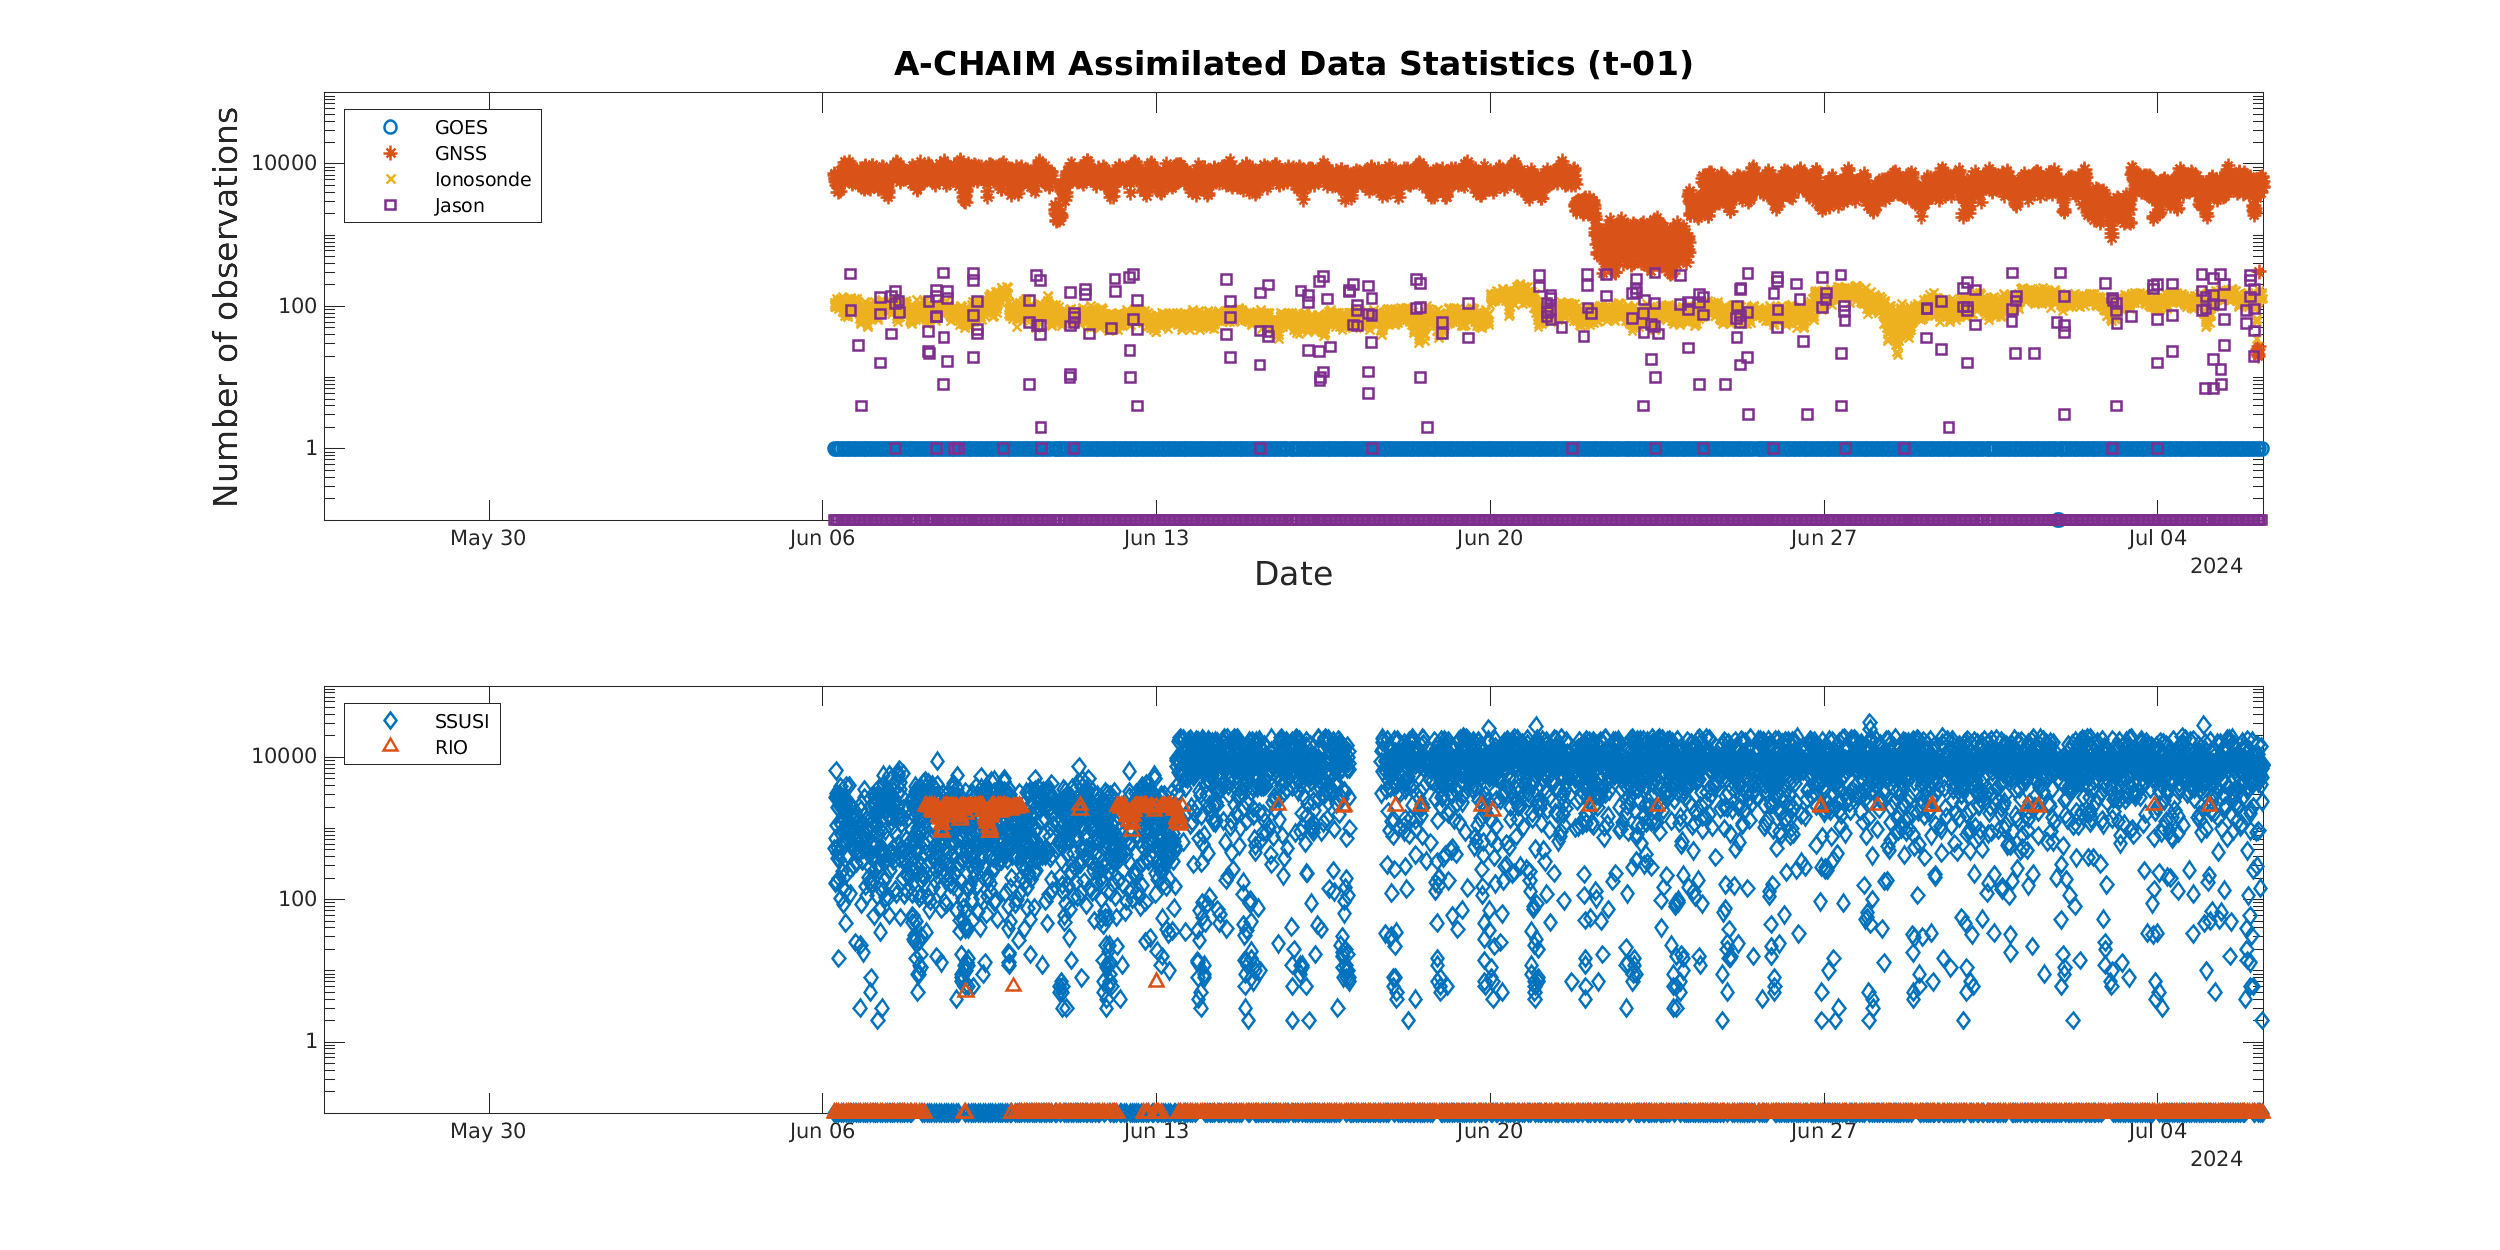 A-CHAIM Assimilated Data Statistics (t-01)
Number of observations
10000
100
1
GOES
GNSS
Ionosonde
Jason
May 30
Jun 06
Jun 13
Jun 20
Jun 27
Jul 04
2024
Date
10000
100
1
SSUSI
RIO
May 30
Jun 06
Jun 13
Jun 20
Jun 27
Jul 04
2024